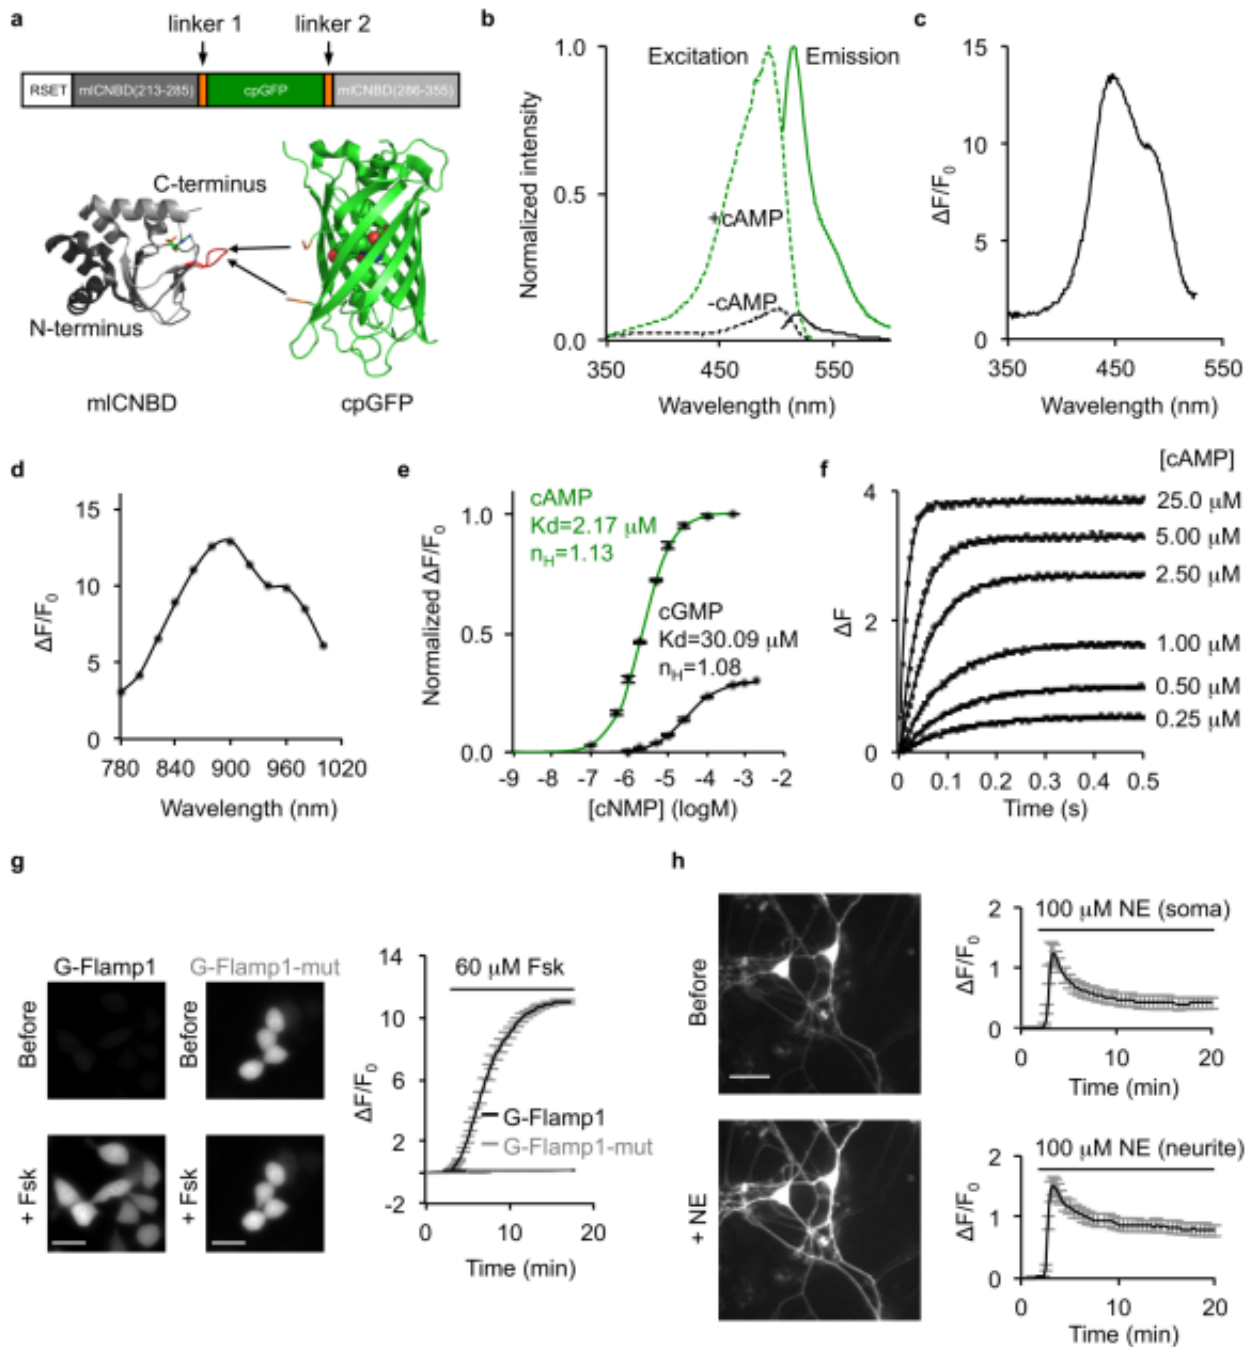 a
linker 1 linker 2
RSET mlCNBD(213-285) cpGFP mlCNBD(286-355)
C-terminus
N-terminus
mlCNBD cpGFP
b
Normalized intensity
1.0
0.5
0.0
Excitation Emission
+cAMP
-cAMP
350 450 550
Wavelength (nm)
c
ΔF/F0
15
10
5
0
350 450 550
Wavelength (nm)
d
ΔF/F0
15
10
5
0
780 840 900 960 1020
Wavelength (nm)
e
Normalized ΔF/F0
1.0
0.5
0.0
cAMP
Kd=2.17 μM
nH=1.13
cGMP
Kd=30.09 μM
nH=1.08
-9 -8 -7 -6 -5 -4 -3 -2
[cNMP] (logM)
f
[cAMP]
ΔF
4
2
0
25.0 μM
5.00 μM
2.50 μM
1.00 μM
0.50 μM
0.25 μM
0 0.1 0.2 0.3 0.4 0.5
Time (s)
g
G-Flamp1 G-Flamp1-mut
Before Before
+ Fsk + Fsk
ΔF/F0
14
10
6
2
-2
60 μM Fsk
G-Flamp1
G-Flamp1-mut
0 10 20
Time (min)
h
Before
+ NE
100 μM NE (soma)
ΔF/F0
2
1
0
0 10 20
Time (min)
100 μM NE (neurite)
ΔF/F0
2
1
0
0 10 20
Time (min)